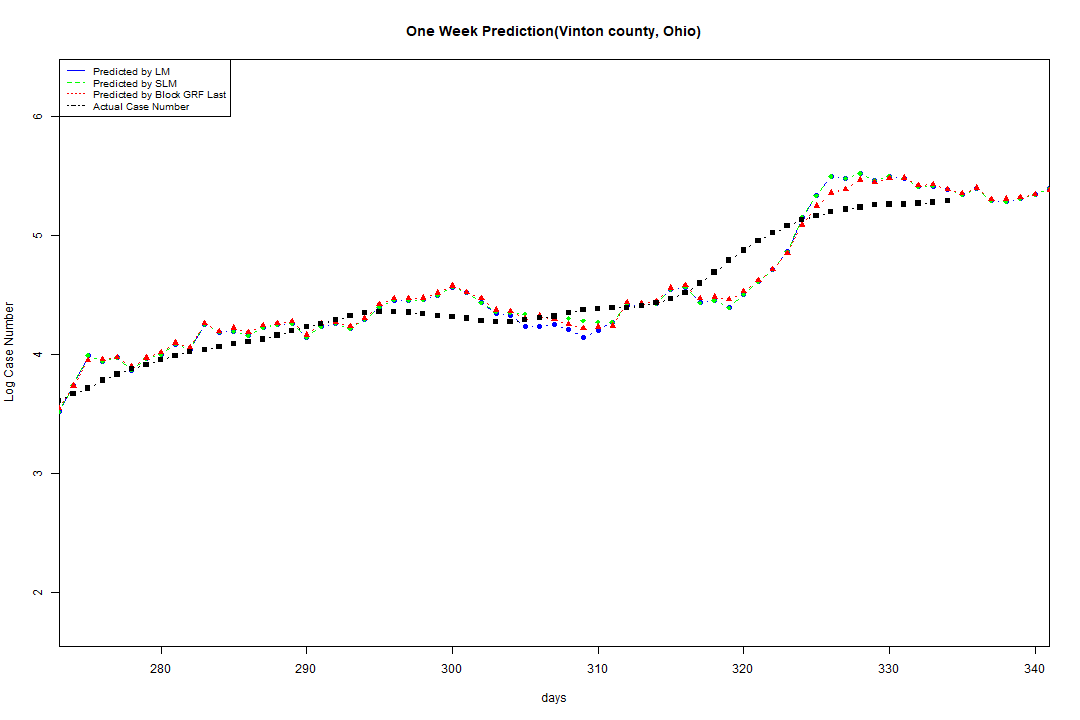 One Week Prediction(Vinton county, Ohio)
Predicted by LM
Predicted by SLM
Predicted by Block GRF Last
Actual Case Number
6
5
4
3
2
Log Case Number
280 290 300 310 320 330 340
days